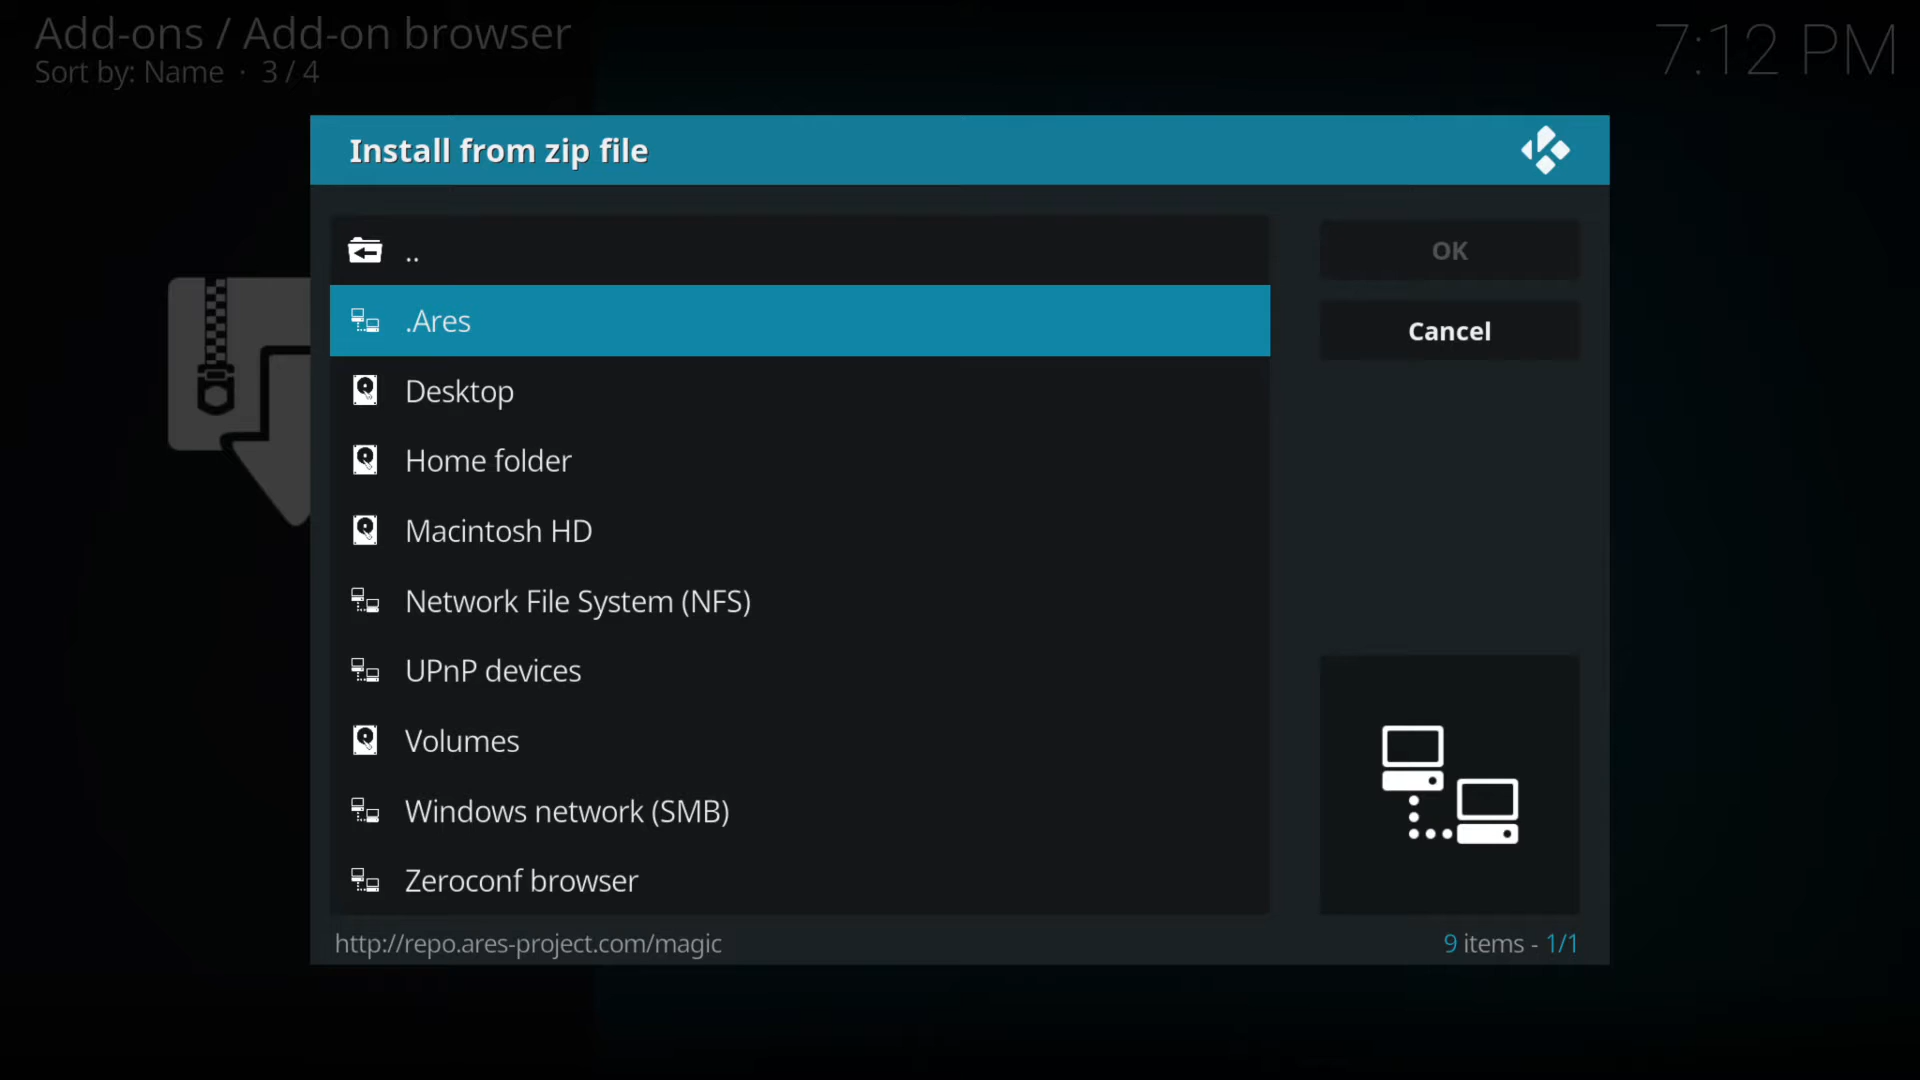 Add-ons / Add-on browser
Sort by: Name · 3 / 4
7:12 PM
Install from zip file
..
.Ares
Desktop
Home folder
Macintosh HD
Network File System (NFS)
UPnP devices
Volumes
Windows network (SMB)
Zeroconf browser
OK
Cancel
http://repo.ares-project.com/magic
9 items - 1/1